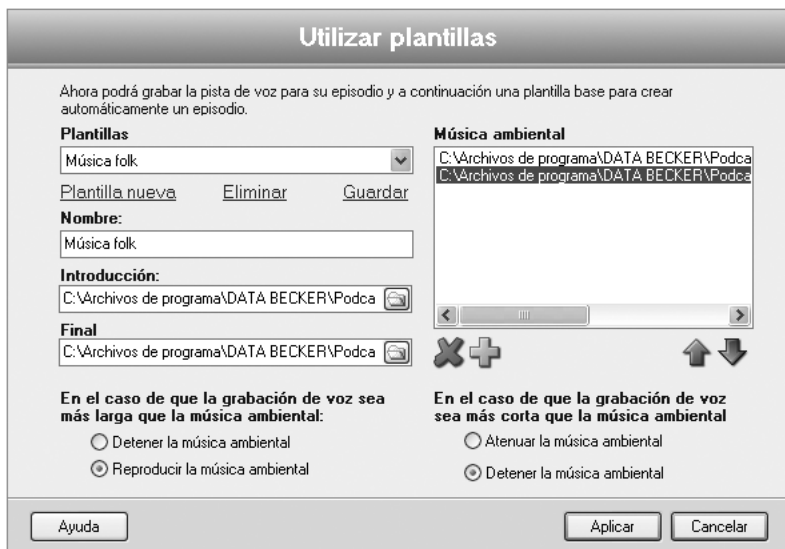 Utilizar plantillas
Ahora podrá grabar la pista de voz para su episodio y a continuación una plantilla base para crear
automáticamente un episodio.
Plantillas
Música folk
Plantilla nueva Eliminar Guardar
Nombre:
Música folk
Introducción:
C:\Archivos de programa\DATA BECKER\Podca
Final
C:\Archivos de programa\DATA BECKER\Podca
En el caso de que la grabación de voz sea
más larga que la música ambiental:
Detener la música ambiental
Reproducir la música ambiental
Música ambiental
C:\Archivos de programa\DATA BECKER\Podca
C:\Archivos de programa\DATA BECKER\Podca
En el caso de que la grabación de voz
sea más corta que la música ambiental
Atenuar la música ambiental
Detener la música ambiental
Ayuda Aplicar Cancelar